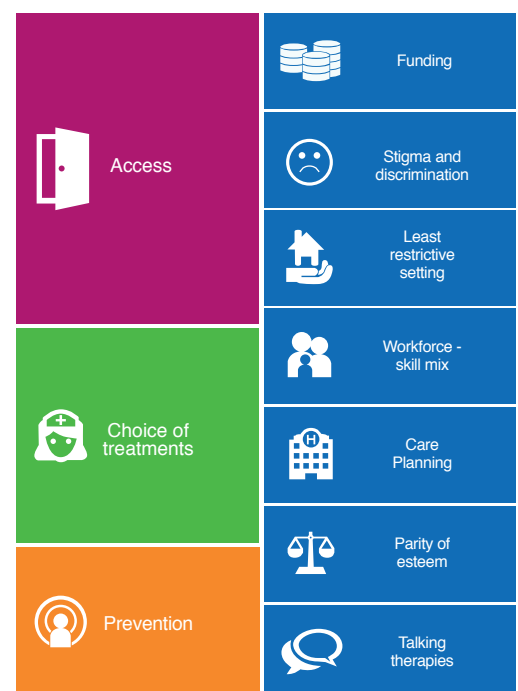 Access
Choice of
treatments
Prevention
Funding
Stigma and
discrimination
Least
restrictive
setting
Workforce -
skill mix
H
Care
Planning
Parity of
esteem
Talking
therapies